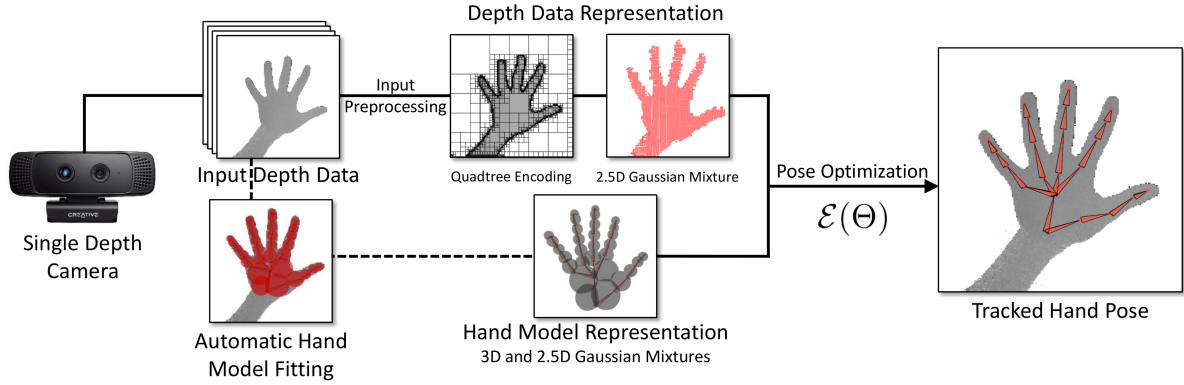 Depth Data Representation
Input
Preprocessing
Input Depth Data
Quadtree Encoding
2.5D Gaussian Mixture
Pose Optimization
ℰ(Θ)
CREATIVE
Single Depth
Camera
Automatic Hand
Model Fitting
Hand Model Representation
3D and 2.5D Gaussian Mixtures
Tracked Hand Pose